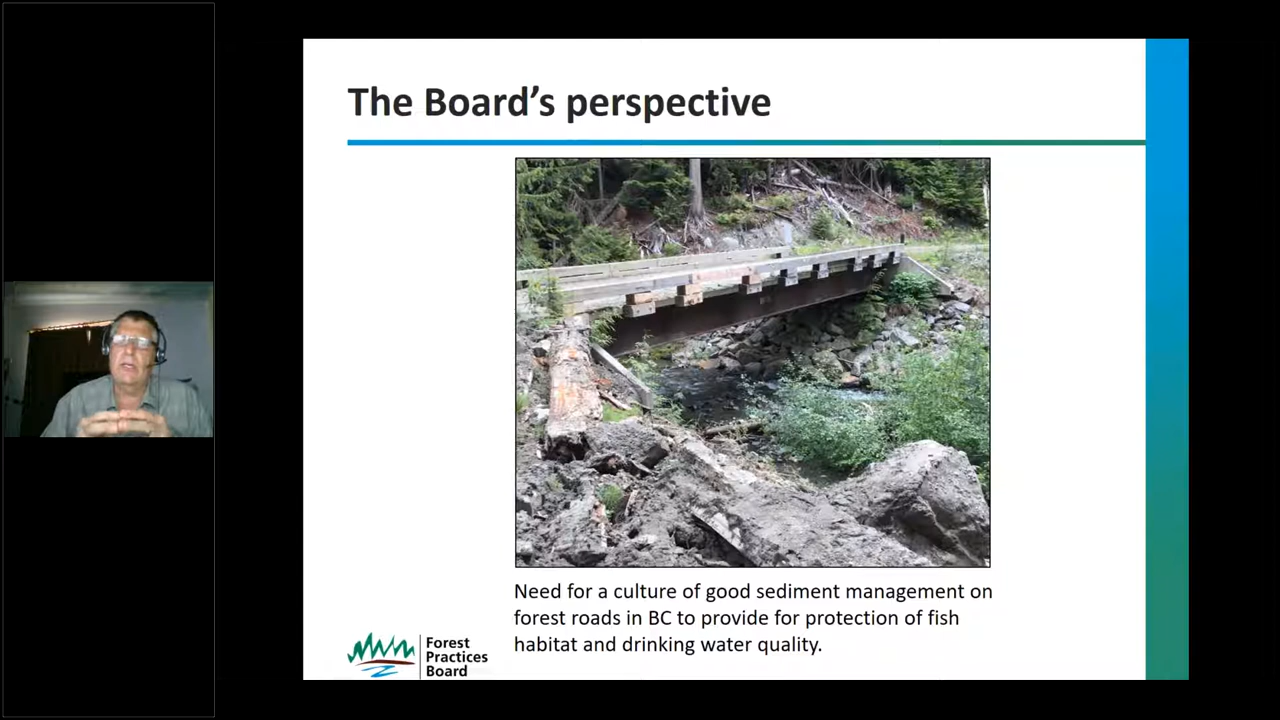 The Board’s perspective
Need for a culture of good sediment management on
forest roads in BC to provide for protection of fish
habitat and drinking water quality.
Forest
Practices
Board